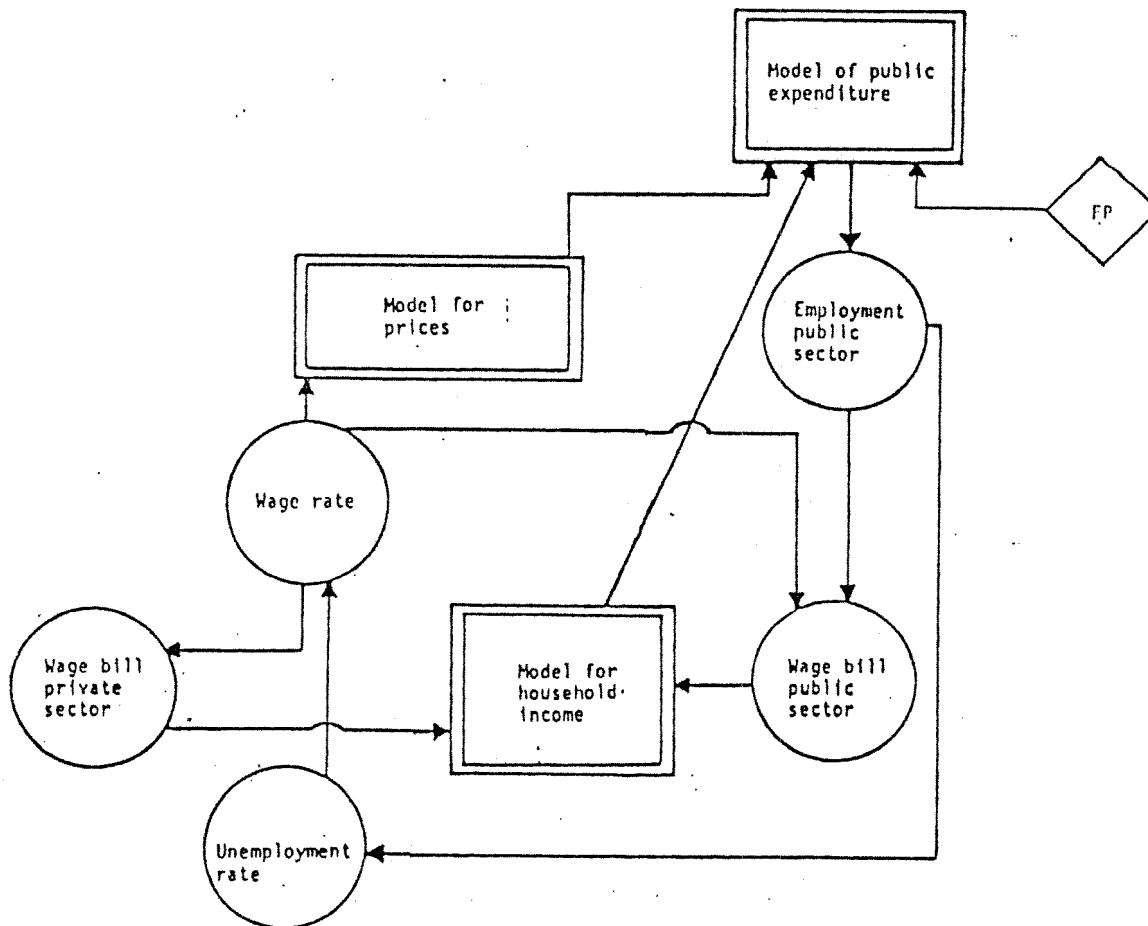 Model of public
expenditure
FP
Model for
prices
Employment
public
sector
Wage rate
Wage bill
private
sector
Model for
household
income
Wage bill
public
sector
Unemployment
rate